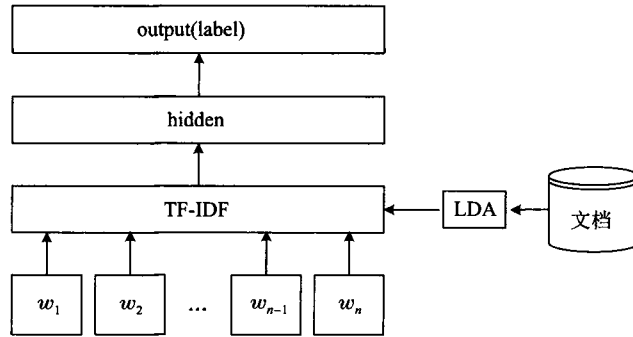 output(label)
hidden
TF-IDF
LDA
文档
w₁ w₂ ... wₙ₋₁ wₙ